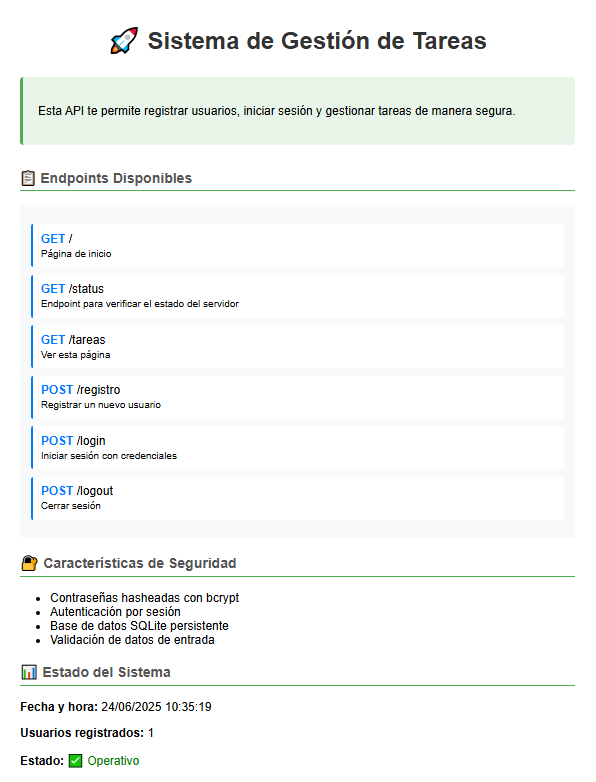 🚀 Sistema de Gestión de Tareas
Esta API te permite registrar usuarios, iniciar sesión y gestionar tareas de manera segura.
📋 Endpoints Disponibles
GET /
Página de inicio
GET /status
Endpoint para verificar el estado del servidor
GET /tareas
Ver esta página
POST /registro
Registrar un nuevo usuario
POST /login
Iniciar sesión con credenciales
POST /logout
Cerrar sesión
🔐 Características de Seguridad
• Contraseñas hasheadas con bcrypt
• Autenticación por sesión
• Base de datos SQLite persistente
• Validación de datos de entrada
📊 Estado del Sistema
Fecha y hora: 24/06/2025 10:35:19
Usuarios registrados: 1
Estado: ✅ Operativo